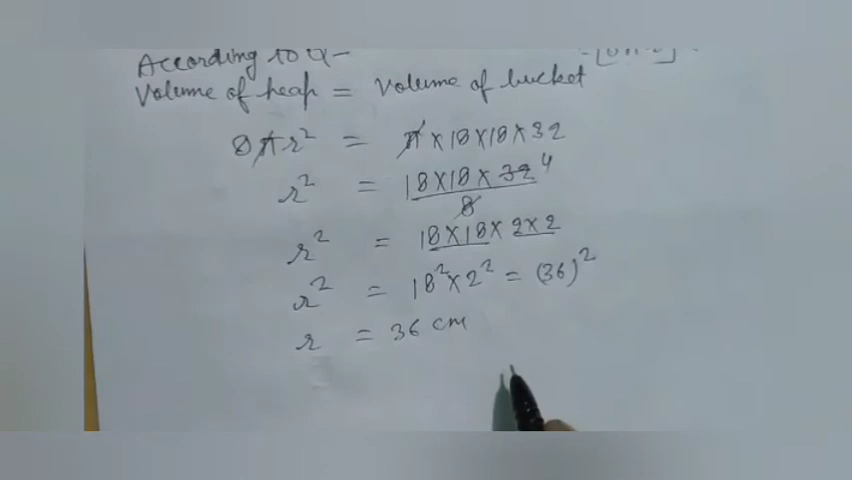 According to Q-
Volume of heap = Volume of bucket
8πr² = π×18×18×32
r² = 18×18×32 4 / 8
r² = 18×18×2×2
r² = 18²×2² = (36)²
r = 36 cm